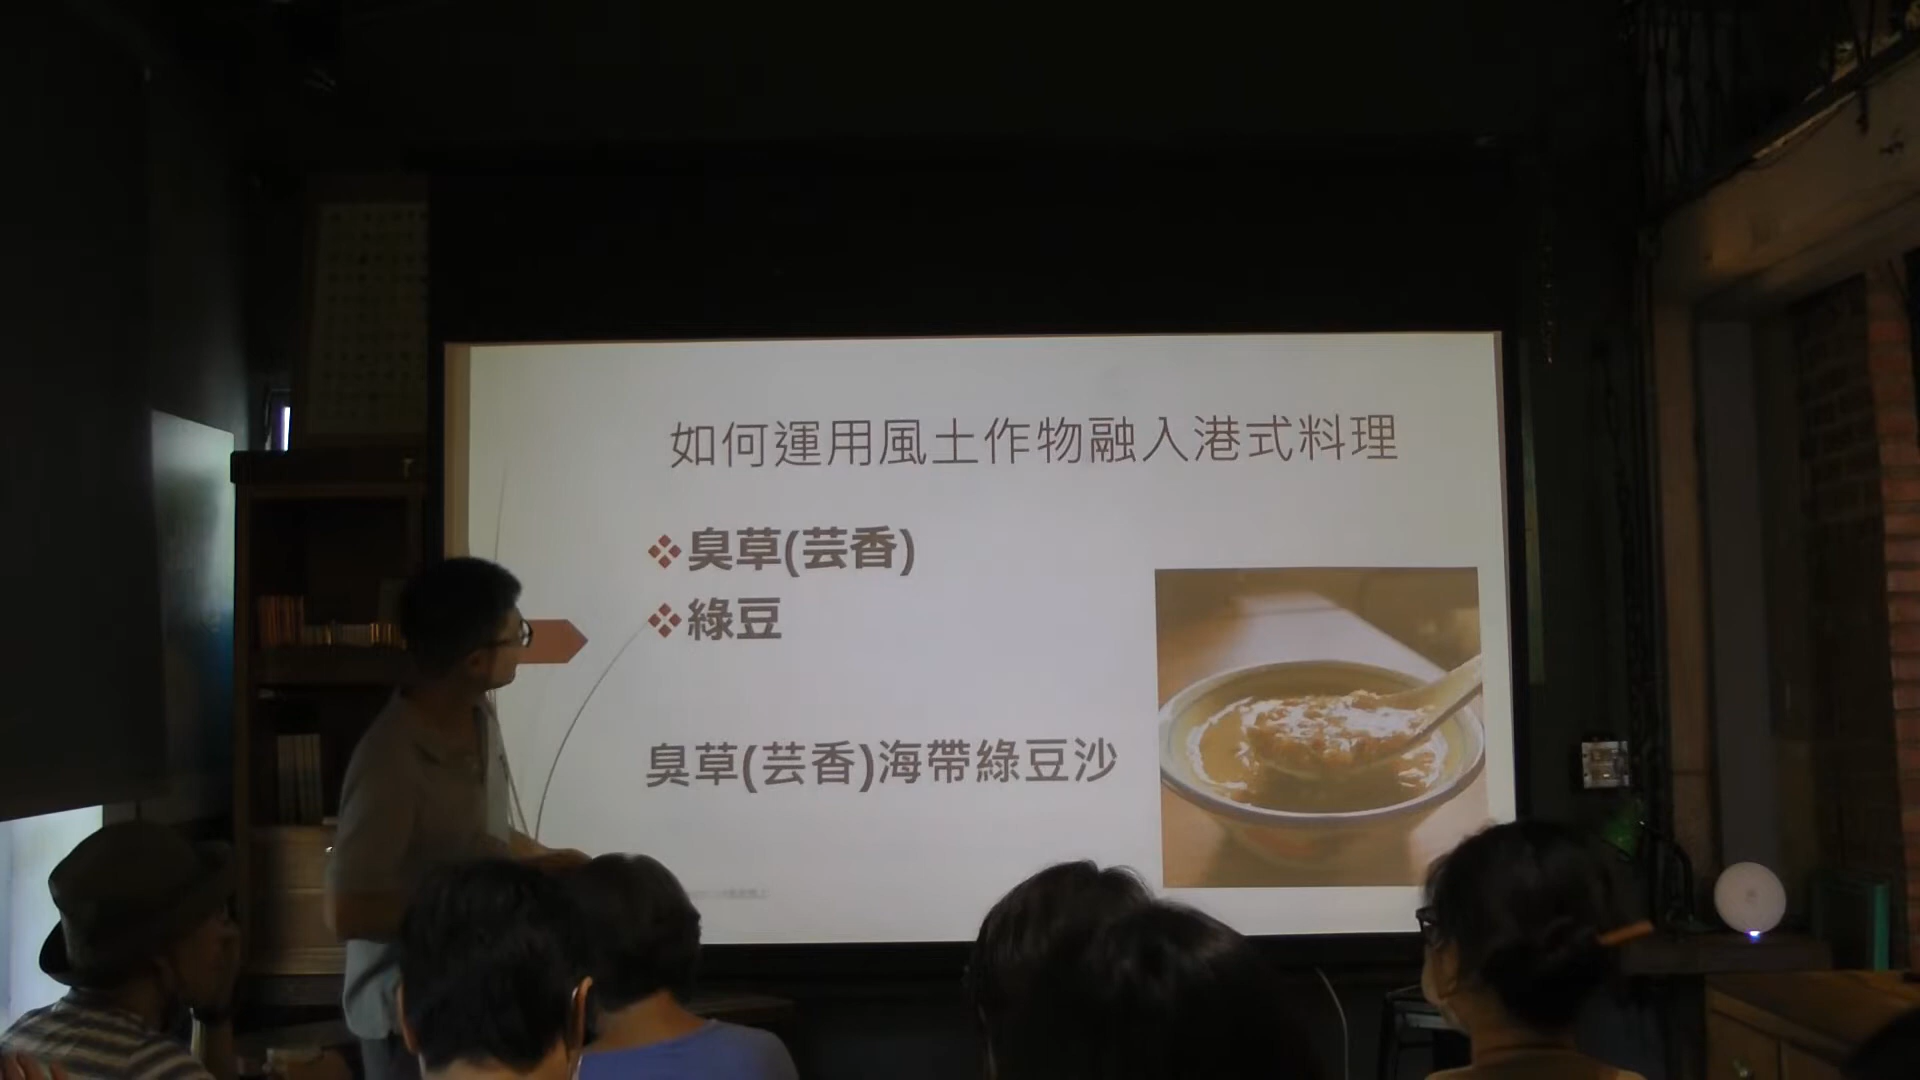 如何運用風土作物融入港式料理
❖臭草(芸香)
❖綠豆
臭草(芸香)海帶綠豆沙